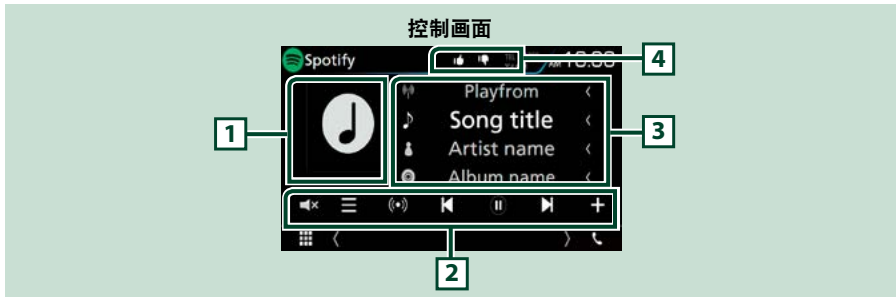 控制画面
Spotify
4
Playfrom
1
Song title
3
Artist name
Album name
2